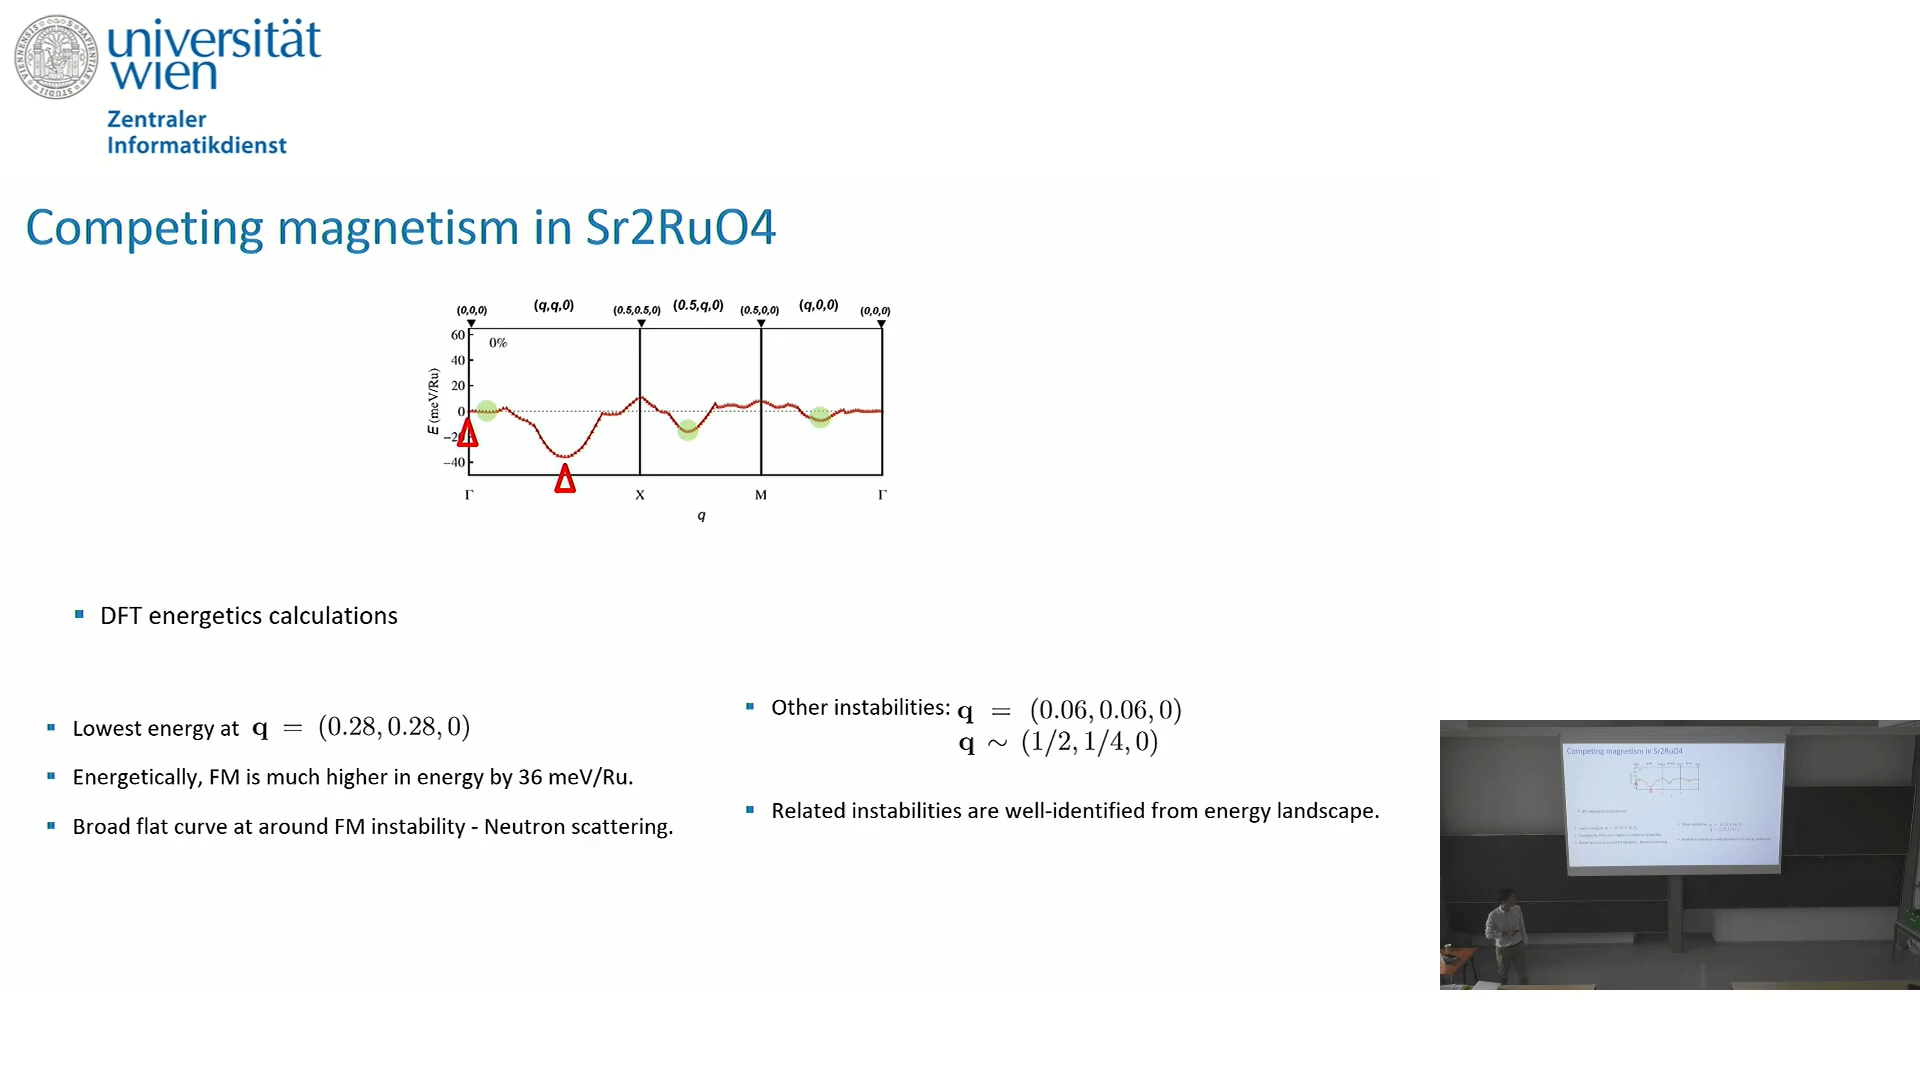 universität
wien
Zentraler
Informatikdienst
Competing magnetism in Sr2RuO4
(0,0,0) (q,q,0) (0.5,0.5,0) (0.5,q,0) (0.5,0,0) (q,0,0) (0,0,0)
0%
60
40
20
0
−20
−40
E (meV/Ru)
Γ X M Γ
q
DFT energetics calculations
Lowest energy at q = (0.28, 0.28, 0)
Energetically, FM is much higher in energy by 36 meV/Ru.
Broad flat curve at around FM instability - Neutron scattering.
Other instabilities: q = (0.06, 0.06, 0)
q ∼ (1/2, 1/4, 0)
Related instabilities are well-identified from energy landscape.
Competing magnetism in Sr2RuO4